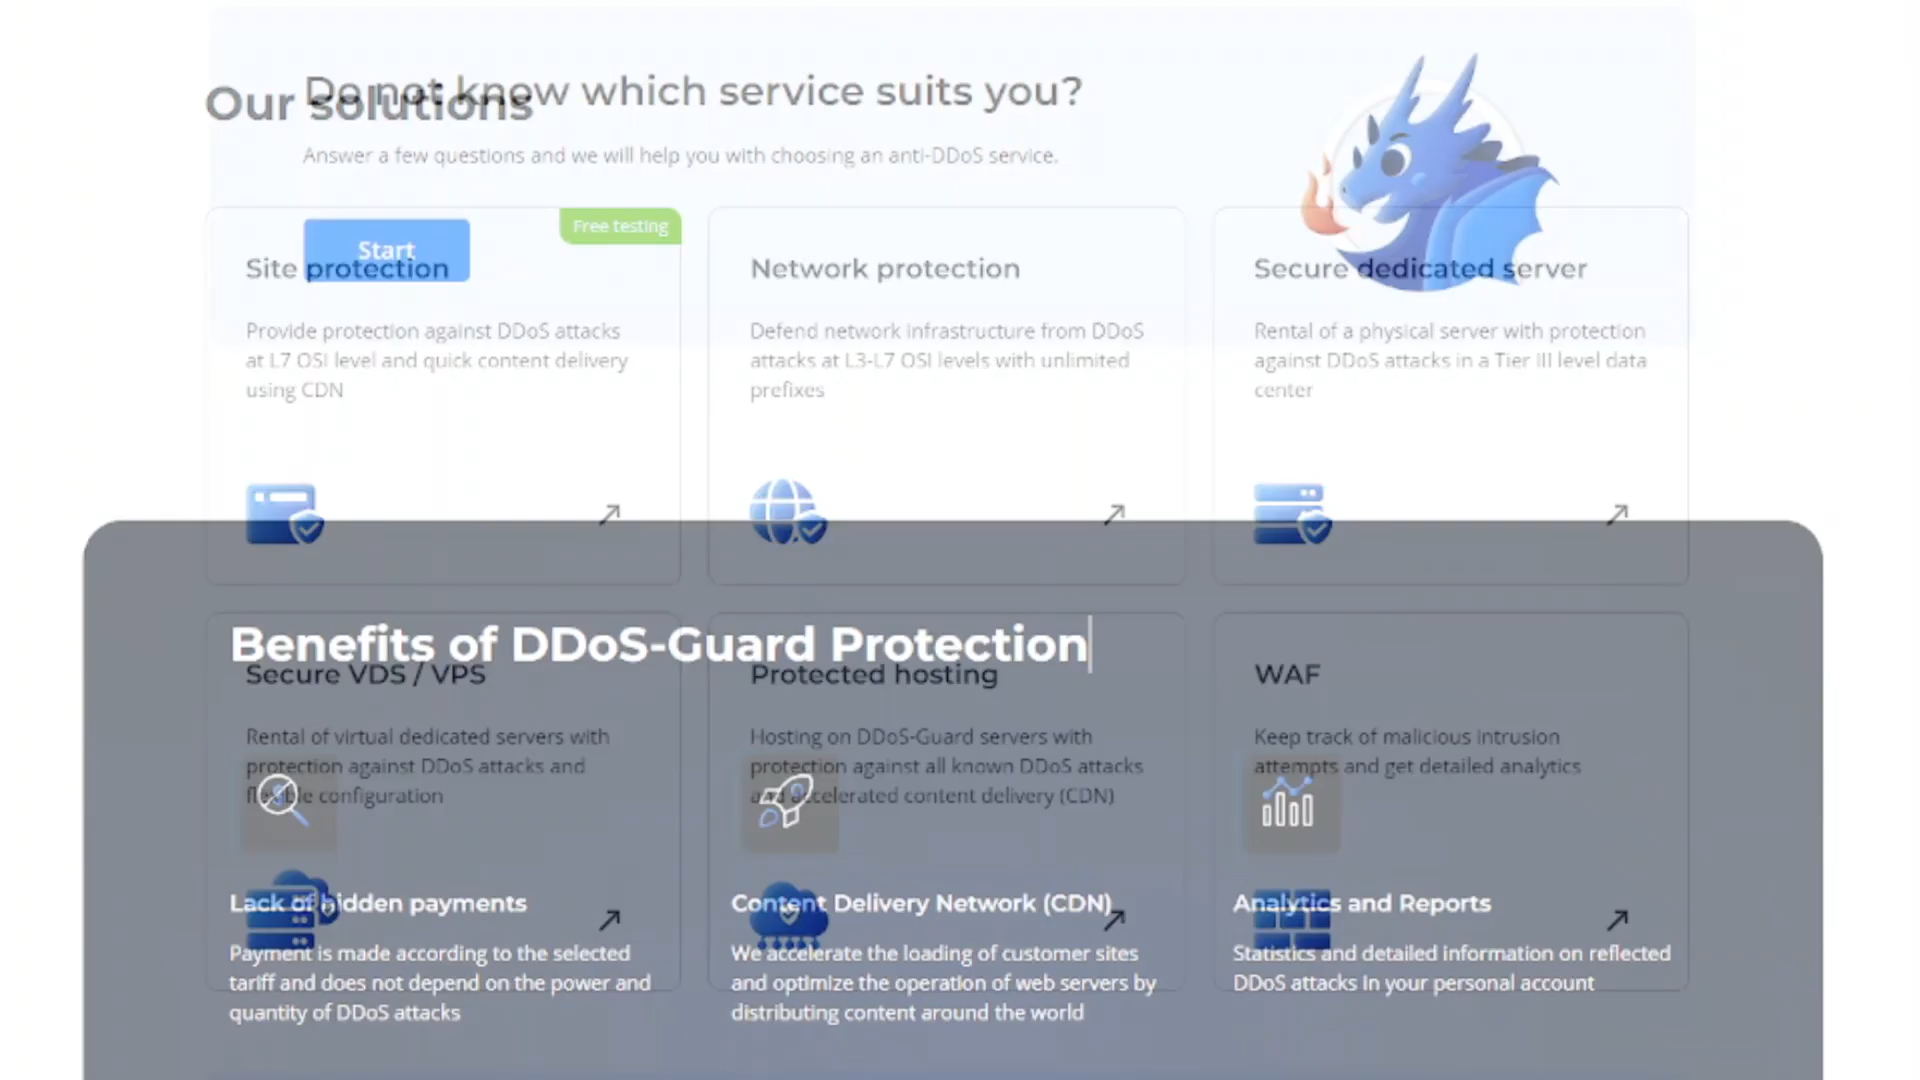 Our solutions
Do not know which service suits you?
Answer a few questions and we will help you with choosing an anti-DDoS service.
Start
Free testing
Site protection
Provide protection against DDoS attacks
at L7 OSI level and quick content delivery
using CDN
Network protection
Defend network infrastructure from DDoS
attacks at L3-L7 OSI levels with unlimited
prefixes
Secure dedicated server
Rental of a physical server with protection
against DDoS attacks in a Tier III level data
center
Benefits of DDoS-Guard Protection
Secure VDS / VPS
Rental of virtual dedicated servers with
protection against DDoS attacks and
flexible configuration
Protected hosting
Hosting on DDoS-Guard servers with
protection against all known DDoS attacks
and accelerated content delivery (CDN)
WAF
Keep track of malicious intrusion
attempts and get detailed analytics
Lack of hidden payments
Payment is made according to the selected
tariff and does not depend on the power and
quantity of DDoS attacks
Content Delivery Network (CDN)
We accelerate the loading of customer sites
and optimize the operation of web servers by
distributing content around the world
Analytics and Reports
Statistics and detailed information on reflected
DDoS attacks in your personal account